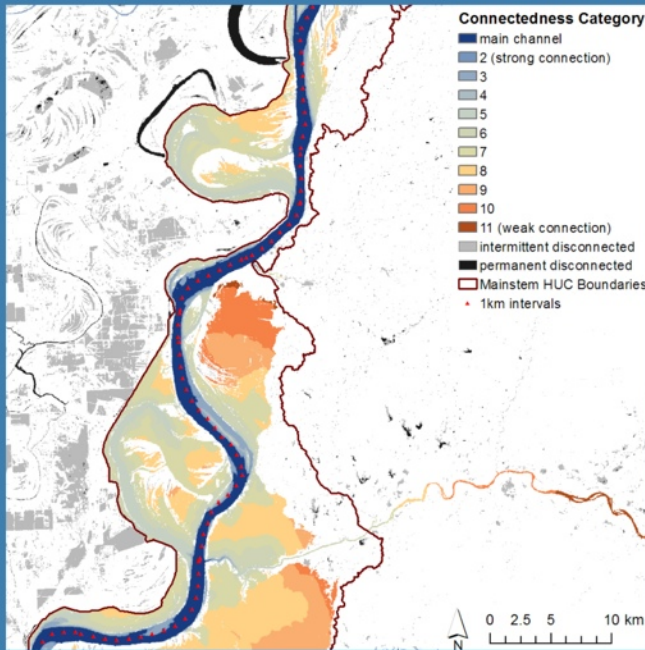 Connectedness Category
main channel
2 (strong connection)
3
4
5
6
7
8
9
10
11 (weak connection)
intermittent disconnected
permanent disconnected
Mainstem HUC Boundaries
1km intervals
N
0 2.5 5 10 km